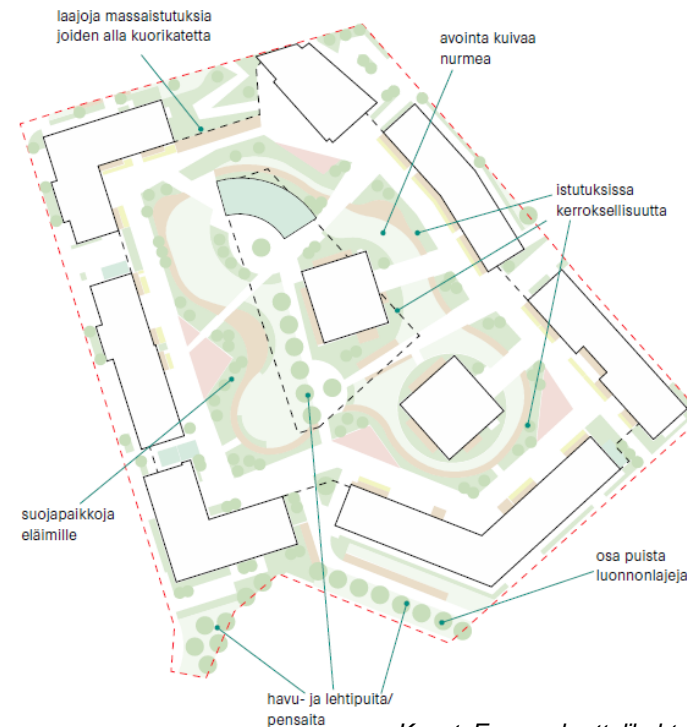 laajoja massaistutuksia
joiden alla kuorikatetta
avointa kuivaa
nurmea
istutuksissa
kerroksellisuutta
suojapaikkoja
eläimille
osa puista
luonnonlajeja
havu- ja lehtipuita/
pensaita